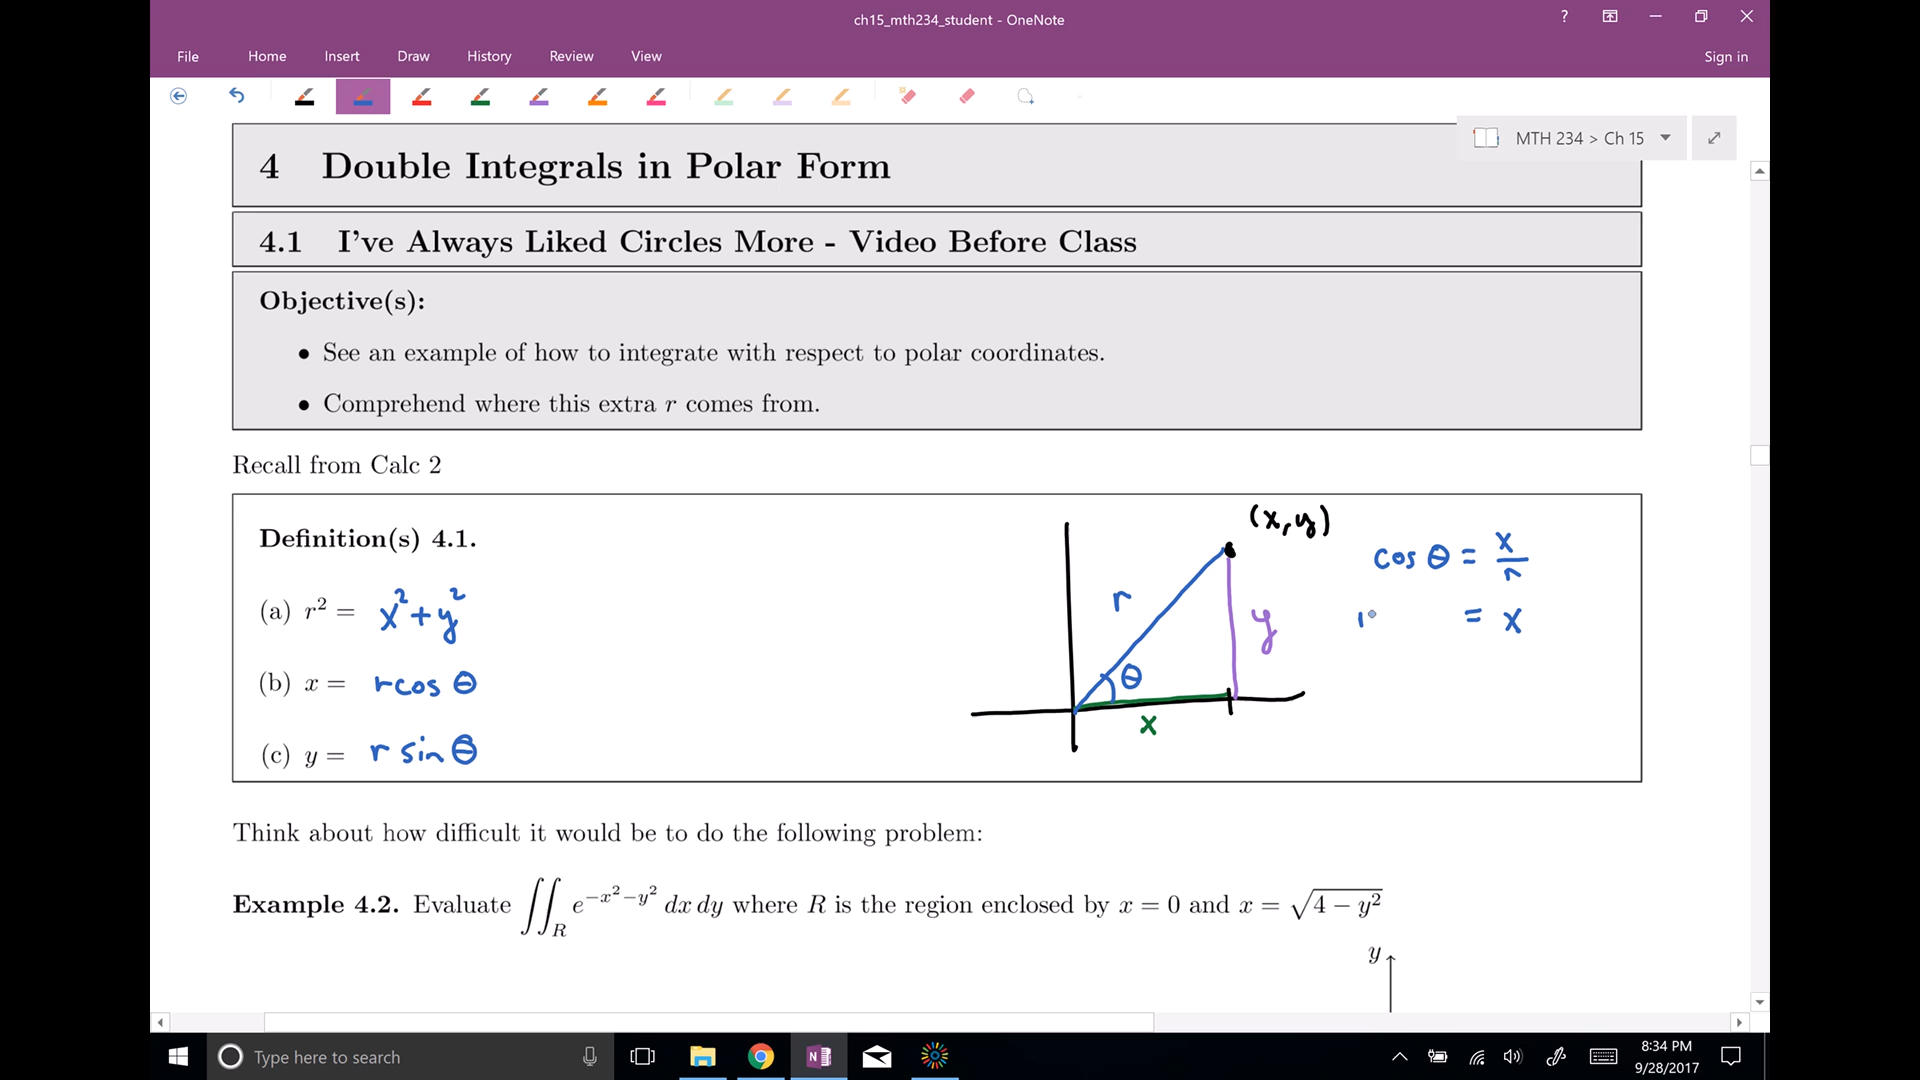 ch15_mth234_student - OneNote
?
File Home Insert Draw History Review View Sign in
MTH 234 > Ch 15
4 Double Integrals in Polar Form
4.1 I've Always Liked Circles More - Video Before Class
Objective(s):
• See an example of how to integrate with respect to polar coordinates.
• Comprehend where this extra r comes from.
Recall from Calc 2
Definition(s) 4.1.
(a) r² = x² + y²
(b) x = r cos θ
(c) y = r sin θ
(x, y)
r
θ
y
x
cos θ = x/r
= x
Think about how difficult it would be to do the following problem:
Example 4.2. Evaluate ∬_R e^{-x²-y²} dx dy where R is the region enclosed by x = 0 and x = √(4 − y²)
y
Type here to search
8:34 PM
9/28/2017